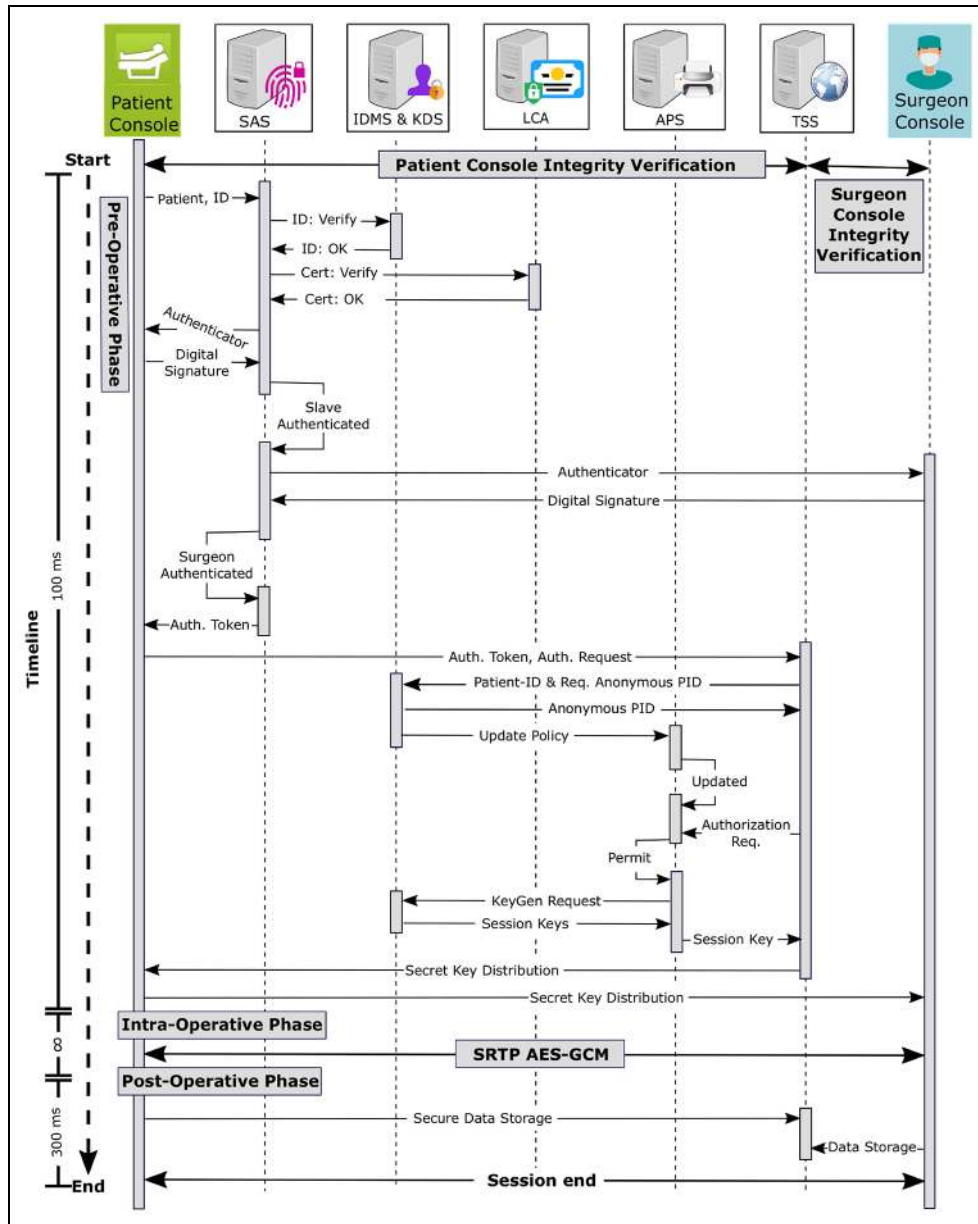 Patient
Console
SAS
IDMS & KDS
LCA
APS
TSS
Surgeon
Console
Start
Patient Console Integrity Verification
Surgeon
Console
Integrity
Verification
Pre-Operative Phase
Patient, ID
ID: Verify
ID: OK
Cert: Verify
Cert: OK
Authenticator
Digital
Signature
Slave
Authenticated
Authenticator
Digital Signature
Surgeon
Authenticated
Auth. Token
Timeline
100 ms
Auth. Token, Auth. Request
Patient-ID & Req. Anonymous PID
Anonymous PID
Update Policy
Updated
Authorization
Req.
Permit
KeyGen Request
Session Keys
Session Key
Secret Key Distribution
Secret Key Distribution
Intra-Operative Phase
∞
SRTP AES-GCM
Post-Operative Phase
300 ms
Secure Data Storage
Data Storage
End
Session end